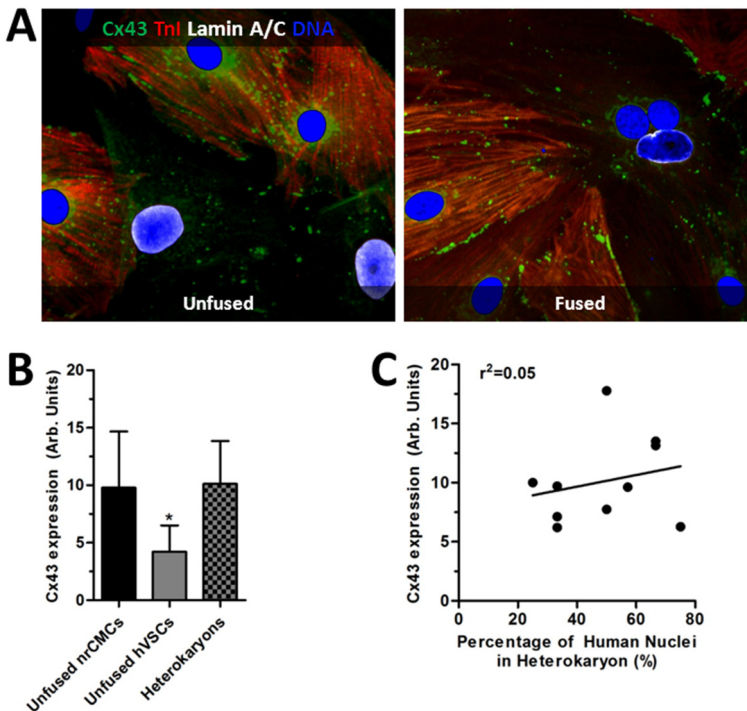 A
Cx43 TnI Lamin A/C DNA
Unfused
Fused
B
Cx43 expression (Arb. Units)
20
15
10
5
0
*
Unfused nrCMCs
Unfused hVSCs
Heterokaryons
C
Cx43 expression (Arb. Units)
20
15
10
5
0
r²=0.05
0 20 40 60 80
Percentage of Human Nuclei
in Heterokaryon (%)